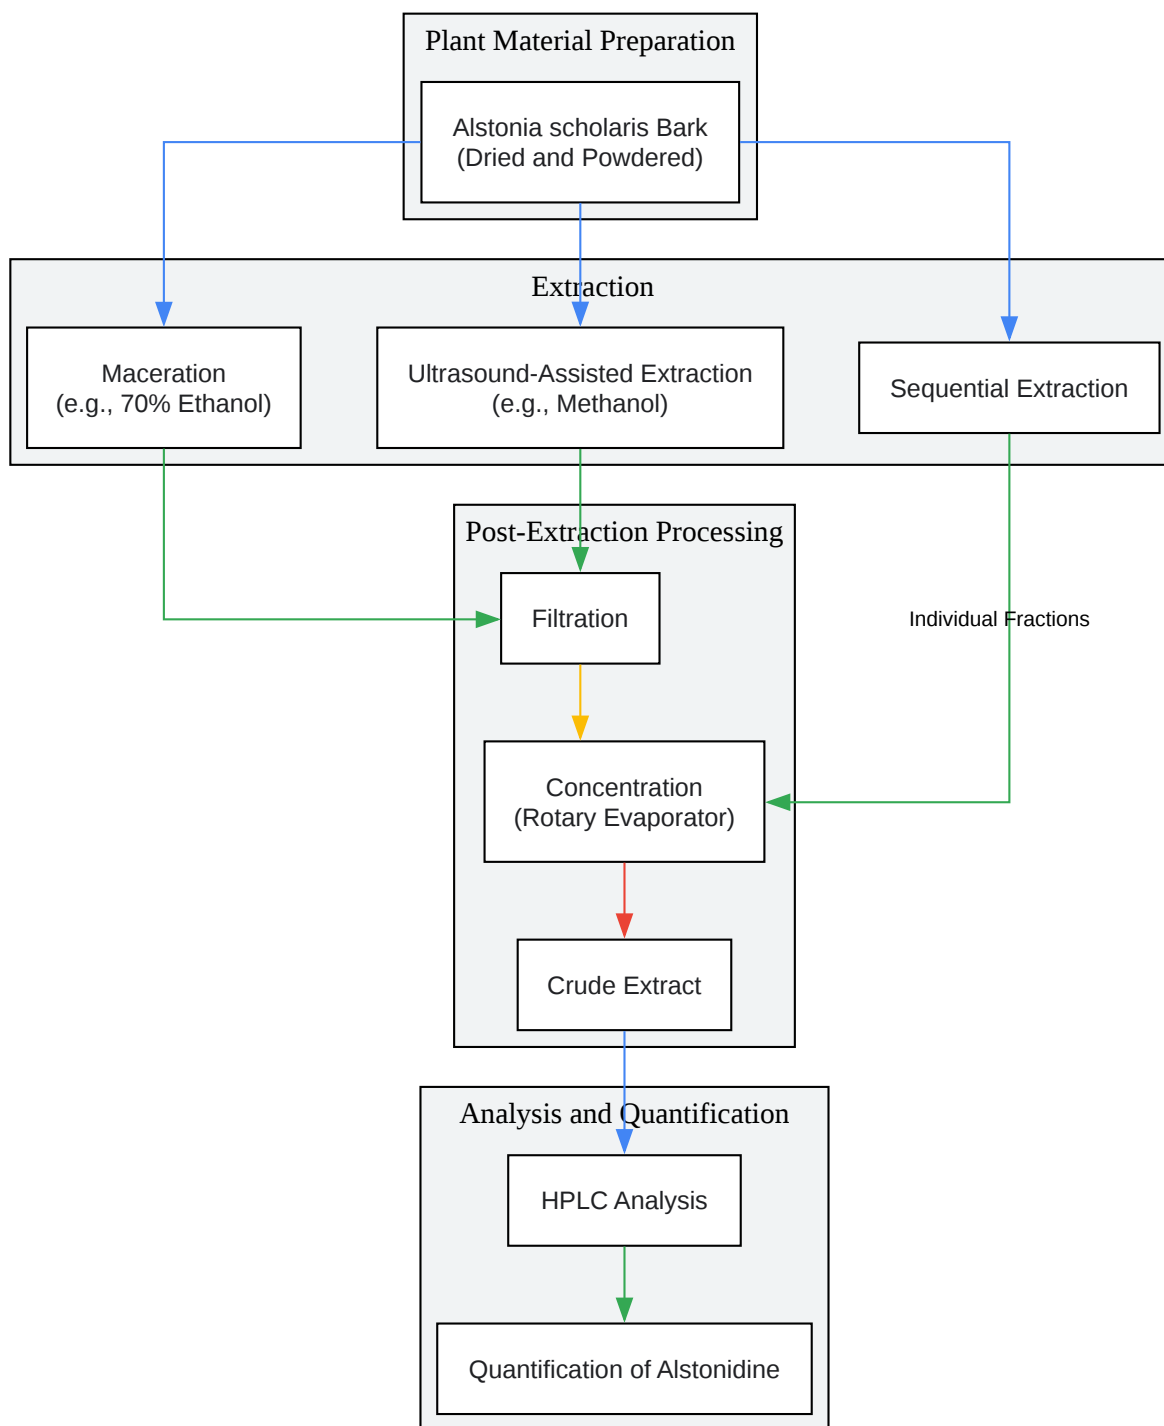 Plant Material Preparation
Alstonia scholaris Bark
(Dried and Powdered)
Extraction
Maceration
(e.g., 70% Ethanol)
Ultrasound-Assisted Extraction
(e.g., Methanol)
Sequential Extraction
Post-Extraction Processing
Filtration
Individual Fractions
Concentration
(Rotary Evaporator)
Crude Extract
Analysis and Quantification
HPLC Analysis
Quantification of Alstonidine